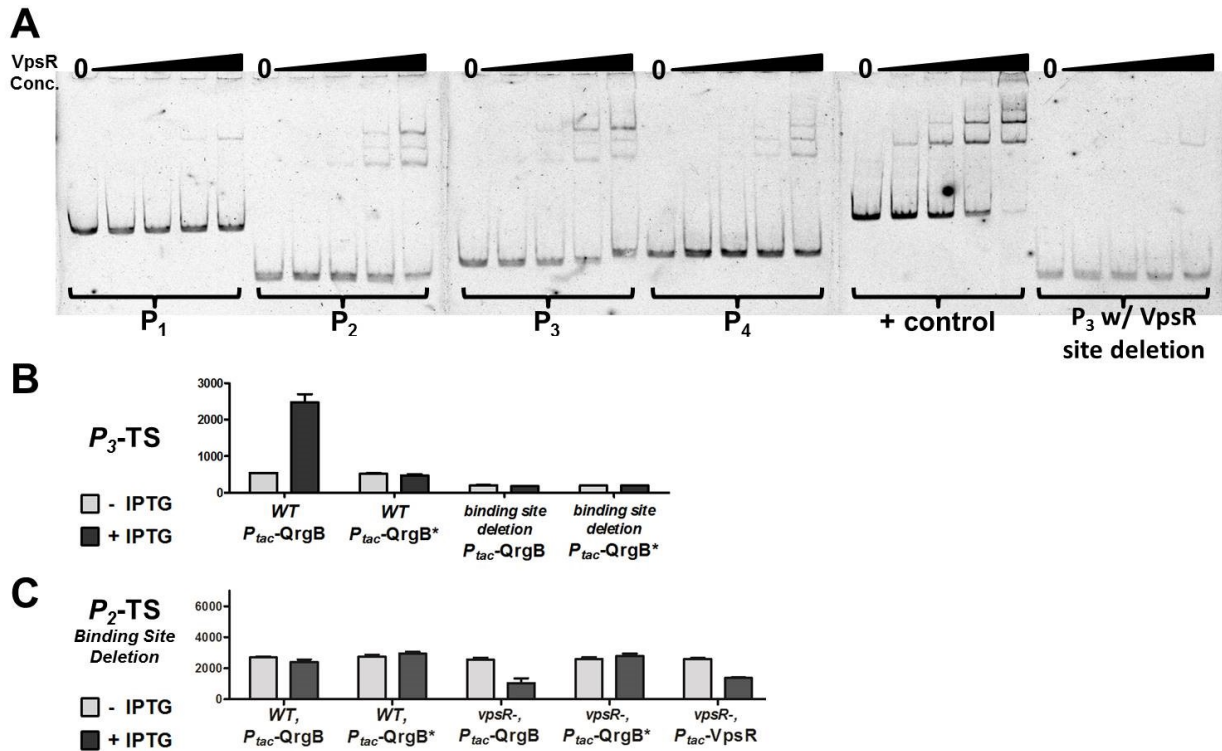 A
VpsR
Conc.
0 0 0 0 0 0
P1 P2 P3 P4 + control P3 w/ VpsR
site deletion
B
P3-TS
- IPTG
+ IPTG
3000
2000
1000
0
WT WT binding site binding site
deletion deletion
Ptac-QrgB Ptac-QrgB* Ptac-QrgB Ptac-QrgB*
C
P2-TS
Binding Site
Deletion
- IPTG
+ IPTG
6000
4000
2000
0
WT, WT, vpsR-, vpsR-, vpsR-,
Ptac-QrgB Ptac-QrgB* Ptac-QrgB Ptac-QrgB* Ptac-VpsR